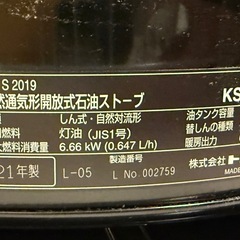 S 2019
KS
然通気形開放式石油ストーブ
しん式・自然対流形
油タンク容量
燃料 灯油 (JIS1号)
替しんの種類
大燃料消費量 6.66 kW (0.647 L/h)
暖房出力
製造番号
21年製 L-05 L No 002759
株式
MADE